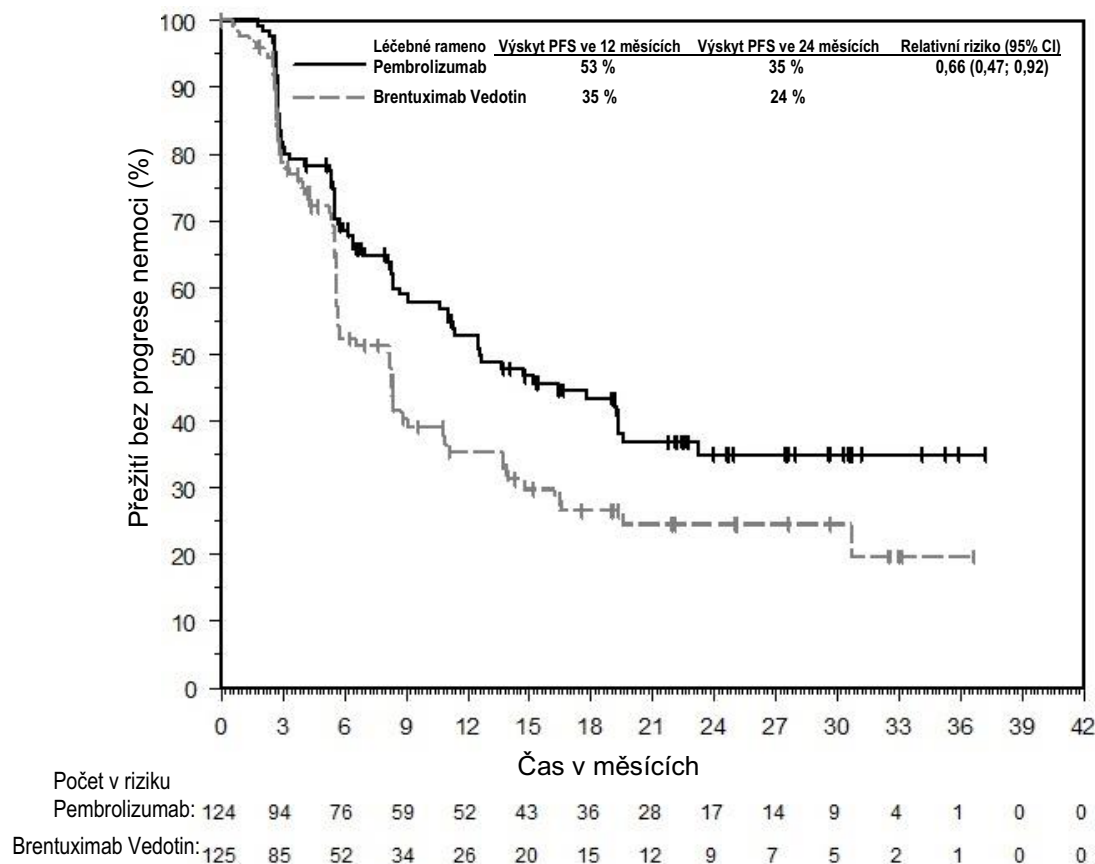 Léčebné rameno Výskyt PFS ve 12 měsících Výskyt PFS ve 24 měsících Relativní riziko (95% CI)
Pembrolizumab 53 % 35 % 0,66 (0,47; 0,92)
Brentuximab Vedotin 35 % 24 %
Přežití bez progrese nemoci (%)
100
90
80
70
60
50
40
30
20
10
0
0 3 6 9 12 15 18 21 24 27 30 33 36 39 42
Čas v měsících
Počet v riziku
Pembrolizumab: 124 94 76 59 52 43 36 28 17 14 9 4 1 0 0
Brentuximab Vedotin: 125 85 52 34 26 20 15 12 9 7 5 2 1 0 0